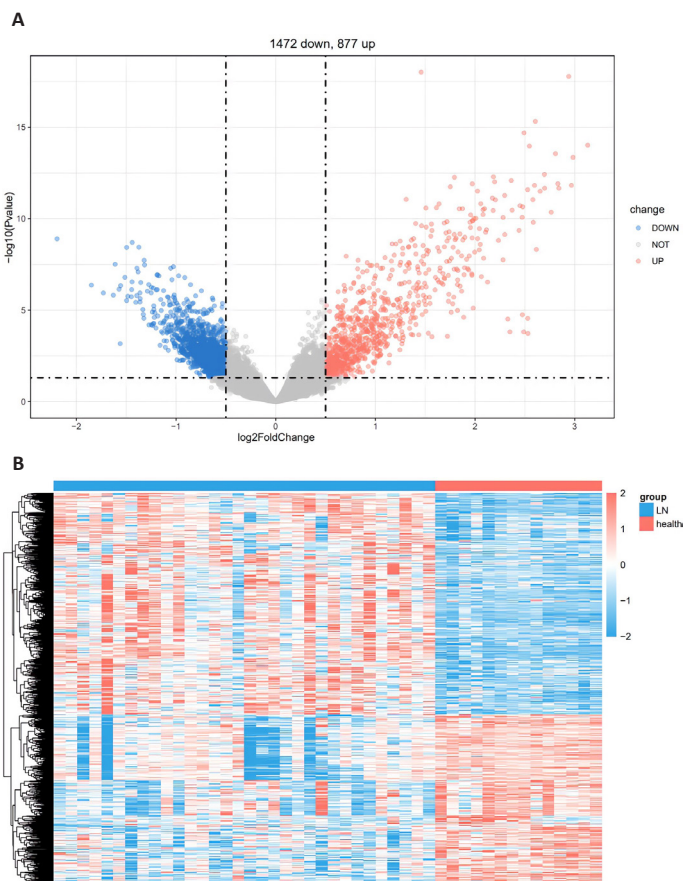 A
1472 down, 877 up
15
10
5
0
−log10(Pvalue)
−2
−1
0
1
2
3
log2FoldChange
change
DOWN
NOT
UP
B
2
1
0
−1
−2
group
LN
health